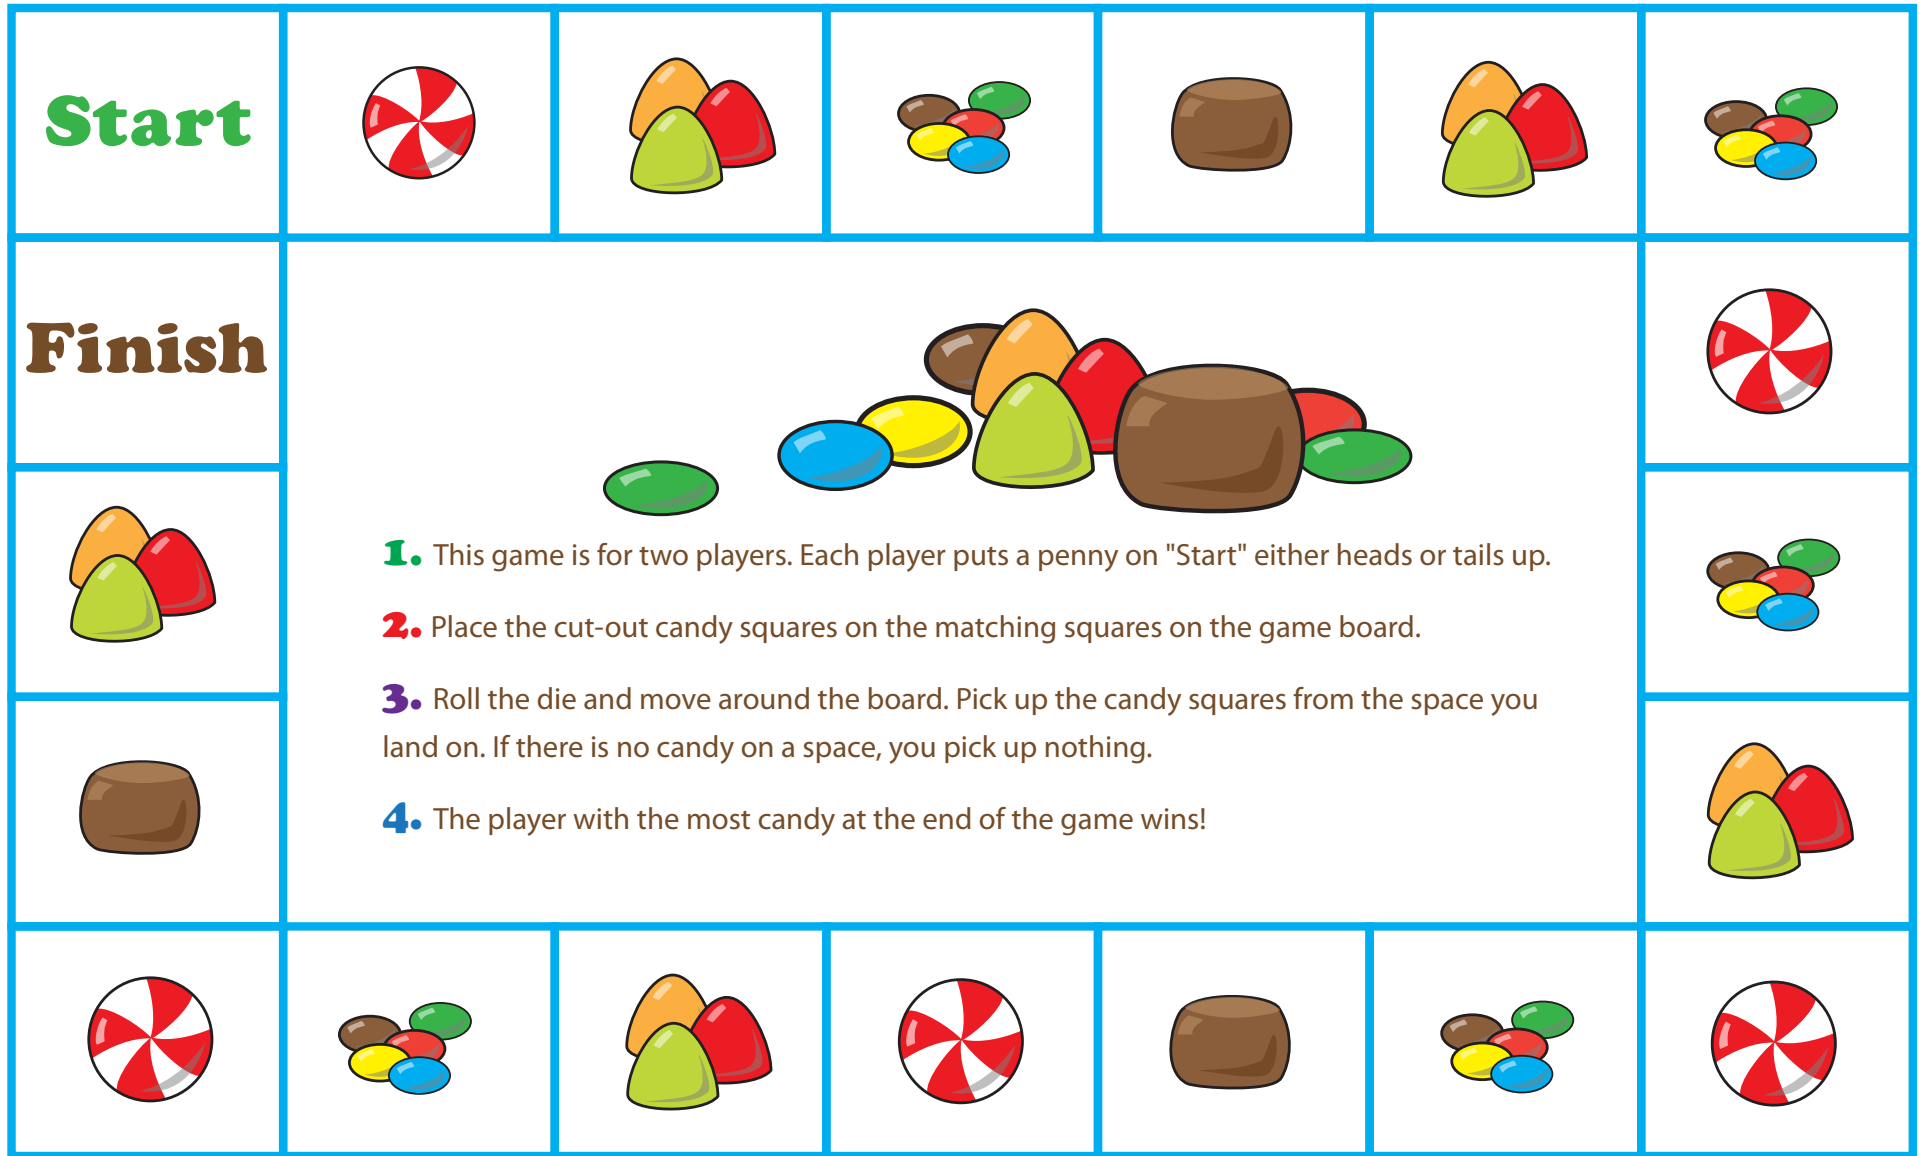 Start
Finish
1. This game is for two players. Each player puts a penny on "Start" either heads or tails up.
2. Place the cut-out candy squares on the matching squares on the game board.
3. Roll the die and move around the board. Pick up the candy squares from the space you
land on. If there is no candy on a space, you pick up nothing.
4. The player with the most candy at the end of the game wins!